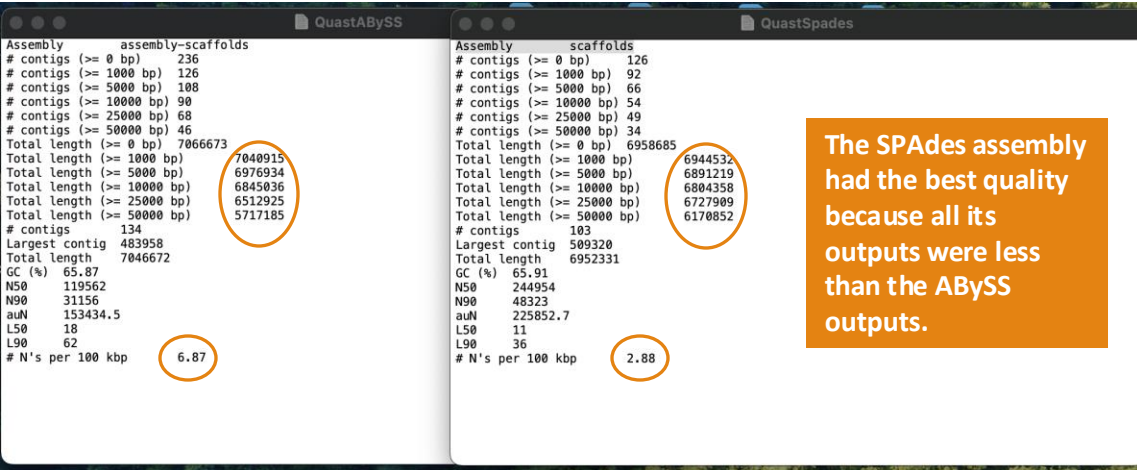 QuastABySS
Assembly assembly-scaffolds
# contigs (>= 0 bp) 236
# contigs (>= 1000 bp) 126
# contigs (>= 5000 bp) 108
# contigs (>= 10000 bp) 90
# contigs (>= 25000 bp) 68
# contigs (>= 50000 bp) 46
Total length (>= 0 bp) 7066673
Total length (>= 1000 bp) 7040915
Total length (>= 5000 bp) 6976934
Total length (>= 10000 bp) 6845036
Total length (>= 25000 bp) 6512925
Total length (>= 50000 bp) 5717185
# contigs 134
Largest contig 483958
Total length 7046672
GC (%) 65.87
N50 119562
N90 31156
auN 153434.5
L50 18
L90 62
# N's per 100 kbp 6.87
QuastSpades
Assembly scaffolds
# contigs (>= 0 bp) 126
# contigs (>= 1000 bp) 92
# contigs (>= 5000 bp) 66
# contigs (>= 10000 bp) 54
# contigs (>= 25000 bp) 49
# contigs (>= 50000 bp) 34
Total length (>= 0 bp) 6958685
Total length (>= 1000 bp) 6944532
Total length (>= 5000 bp) 6891219
Total length (>= 10000 bp) 6804358
Total length (>= 25000 bp) 6727909
Total length (>= 50000 bp) 6170852
# contigs 103
Largest contig 509320
Total length 6952331
GC (%) 65.91
N50 244954
N90 48323
auN 225852.7
L50 11
L90 36
# N's per 100 kbp 2.88
The SPAdes assembly
had the best quality
because all its
outputs were less
than the ABySS
outputs.